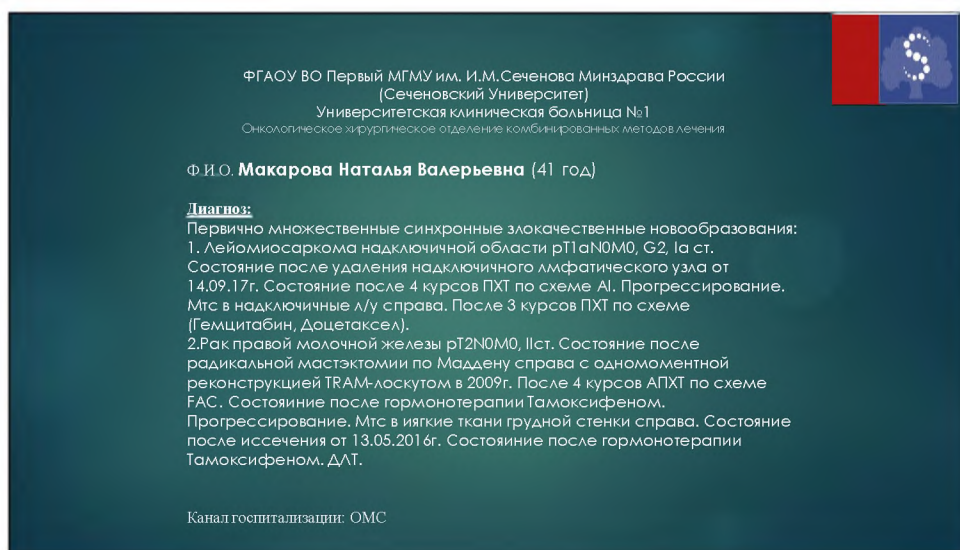 ФГАОУ ВО Первый МГМУ им. И.М.Сеченова Минздрава России
(Сеченовский Университет)
Университетская клиническая больница №1
Онкологическое хирургическое отделение комбинированных методов лечения
Ф.И.О. Макарова Наталья Валерьевна (41 год)
Диагноз:
Первично множественные синхронные злокачественные новообразования:
1. Лейомиосаркома надключичной области pT1aN0M0, G2, Ia ст.
Состояние после удаления надключичного лмфатического узла от
14.09.17г. Состояние после 4 курсов ПХТ по схеме AI. Прогрессирование.
Мтс в надключичные л/у справа. После 3 курсов ПХТ по схеме
(Гемцитабин, Доцетаксел).
2.Рак правой молочной железы pT2N0M0, IIст. Состояние после
радикальной мастэктомии по Маддену справа с одномоментной
реконструкцией TRAM-лоскутом в 2009г. После 4 курсов АПХТ по схеме
FAC. Состояиние после гормонотерапии Тамоксифеном.
Прогрессирование. Мтс в иягкие ткани грудной стенки справа. Состояние
после иссечения от 13.05.2016г. Состояиние после гормонотерапии
Тамоксифеном. ДЛТ.
Канал госпитализации: ОМС